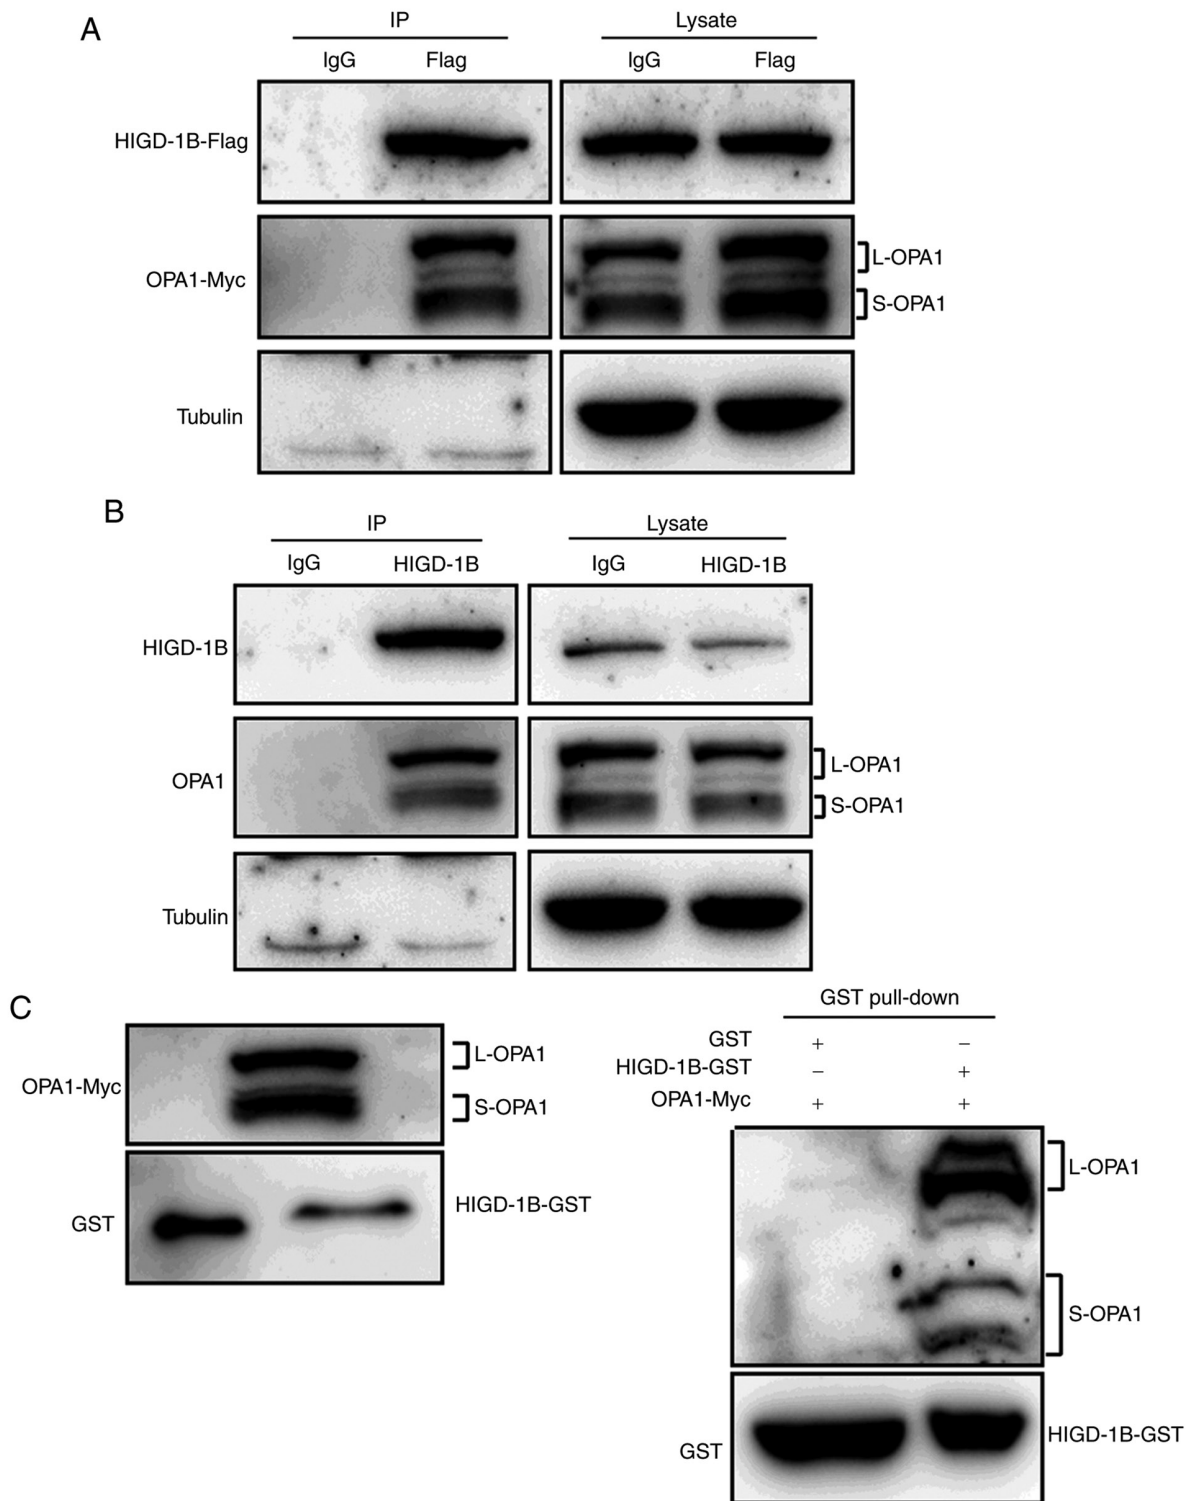 A
IP
Lysate
IgG
Flag
IgG
Flag
HIGD-1B-Flag
OPA1-Myc
L-OPA1
S-OPA1
Tubulin
B
IP
Lysate
IgG
HIGD-1B
IgG
HIGD-1B
HIGD-1B
OPA1
L-OPA1
S-OPA1
Tubulin
C
OPA1-Myc
L-OPA1
S-OPA1
GST
HIGD-1B-GST
GST pull-down
GST + −
HIGD-1B-GST − +
OPA1-Myc + +
L-OPA1
S-OPA1
GST
HIGD-1B-GST